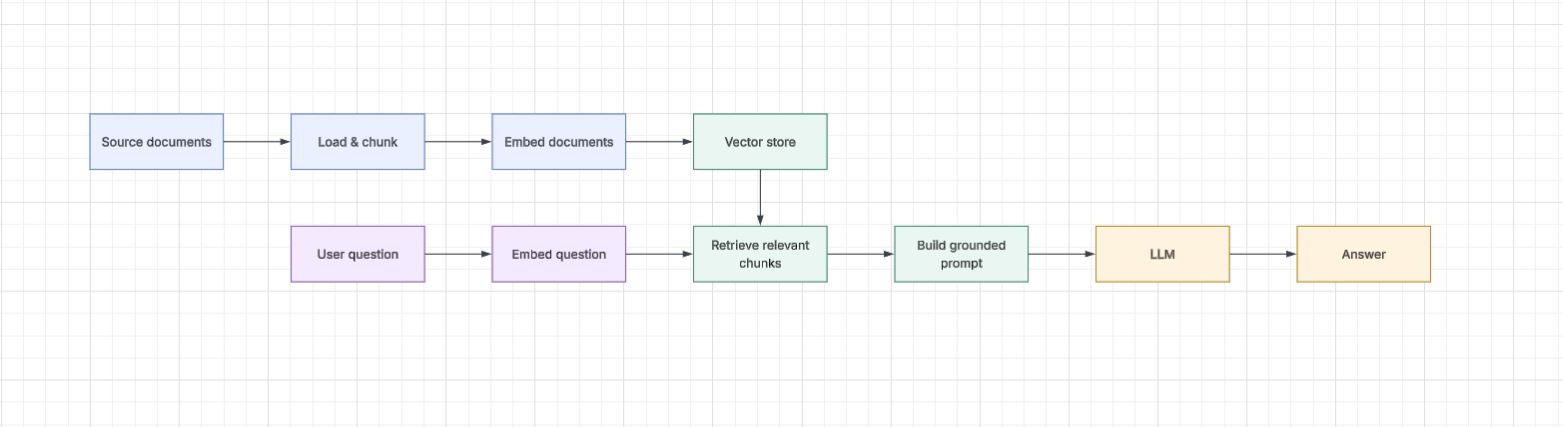 Source documents
Load & chunk
Embed documents
Vector store
User question
Embed question
Retrieve relevant
chunks
Build grounded
prompt
LLM
Answer